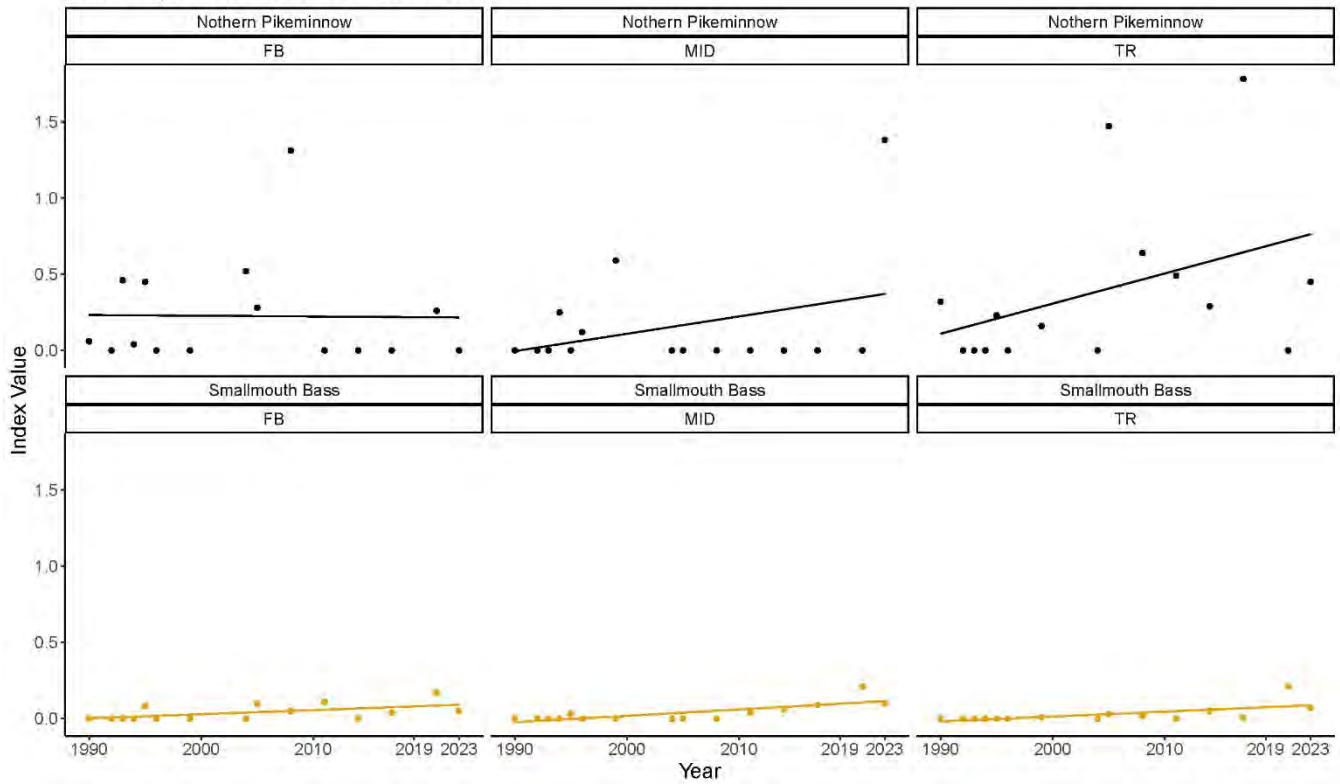 Nothern Pikeminnow
Nothern Pikeminnow
Nothern Pikeminnow
FB
MID
TR
1.5
1.0
0.5
0.0
Smallmouth Bass
Smallmouth Bass
Smallmouth Bass
FB
MID
TR
Index Value
1.5
1.0
0.5
0.0
1990
2000
2010
2019
2023
1990
2000
2010
2019
2023
1990
2000
2010
2019
2023
Year